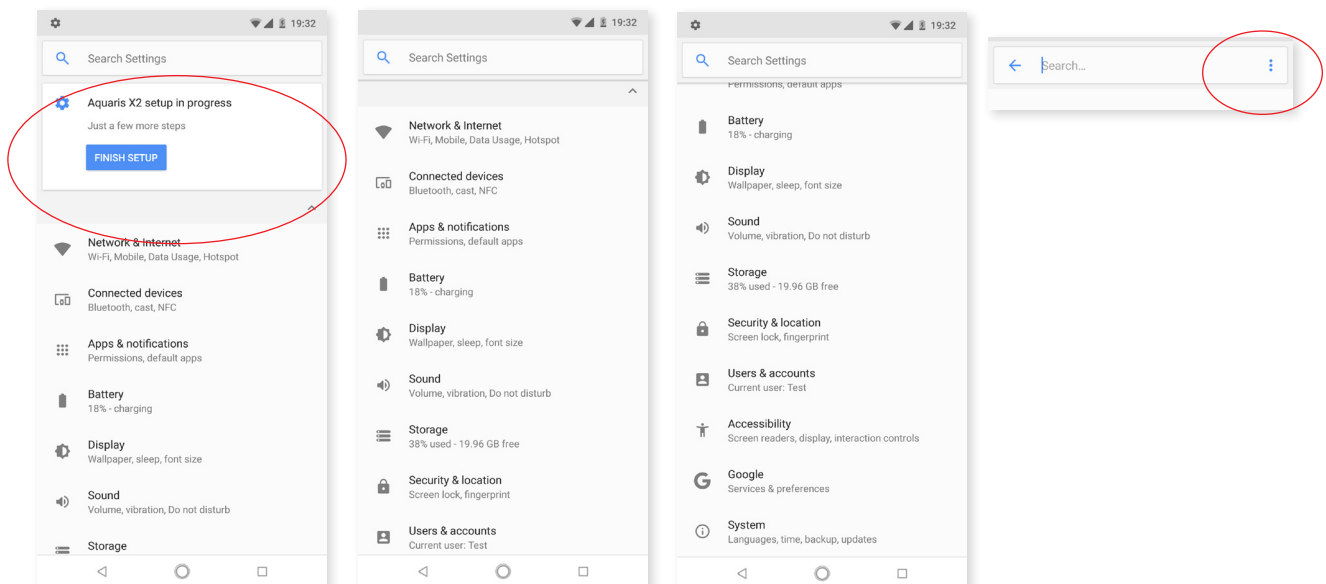 19:32
Search Settings
Aquaris X2 setup in progress
Just a few more steps
FINISH SETUP
Network & Internet
Wi-Fi, Mobile, Data Usage, Hotspot
Connected devices
Bluetooth, cast, NFC
Apps & notifications
Permissions, default apps
Battery
18% - charging
Display
Wallpaper, sleep, font size
Sound
Volume, vibration, Do not disturb
Storage
19:32
Search Settings
Network & Internet
Wi-Fi, Mobile, Data Usage, Hotspot
Connected devices
Bluetooth, cast, NFC
Apps & notifications
Permissions, default apps
Battery
18% - charging
Display
Wallpaper, sleep, font size
Sound
Volume, vibration, Do not disturb
Storage
38% used - 19.96 GB free
Security & location
Screen lock, fingerprint
Users & accounts
Current user: Test
19:32
Search Settings
Permissions, default apps
Battery
18% - charging
Display
Wallpaper, sleep, font size
Sound
Volume, vibration, Do not disturb
Storage
38% used - 19.96 GB free
Security & location
Screen lock, fingerprint
Users & accounts
Current user: Test
Accessibility
Screen readers, display, interaction controls
Google
Services & preferences
System
Languages, time, backup, updates
Search...